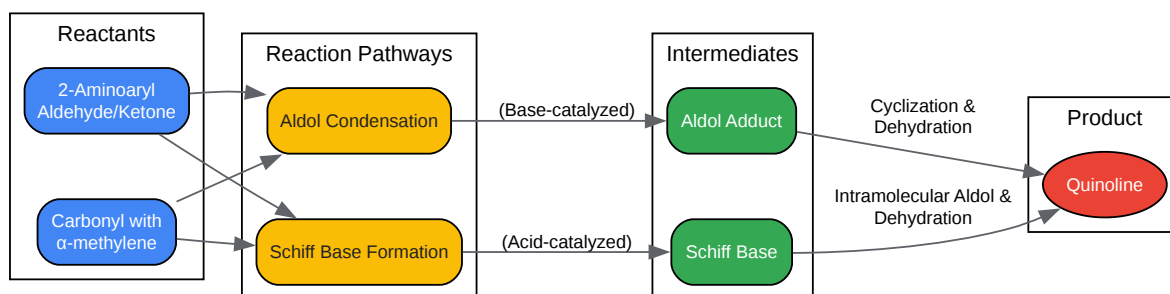 Reactants
2-Aminoaryl
Aldehyde/Ketone
Carbonyl with
α-methylene
Reaction Pathways
Aldol Condensation
Schiff Base Formation
(Base-catalyzed)
(Acid-catalyzed)
Intermediates
Aldol Adduct
Schiff Base
Cyclization &
Dehydration
Intramolecular Aldol &
Dehydration
Product
Quinoline